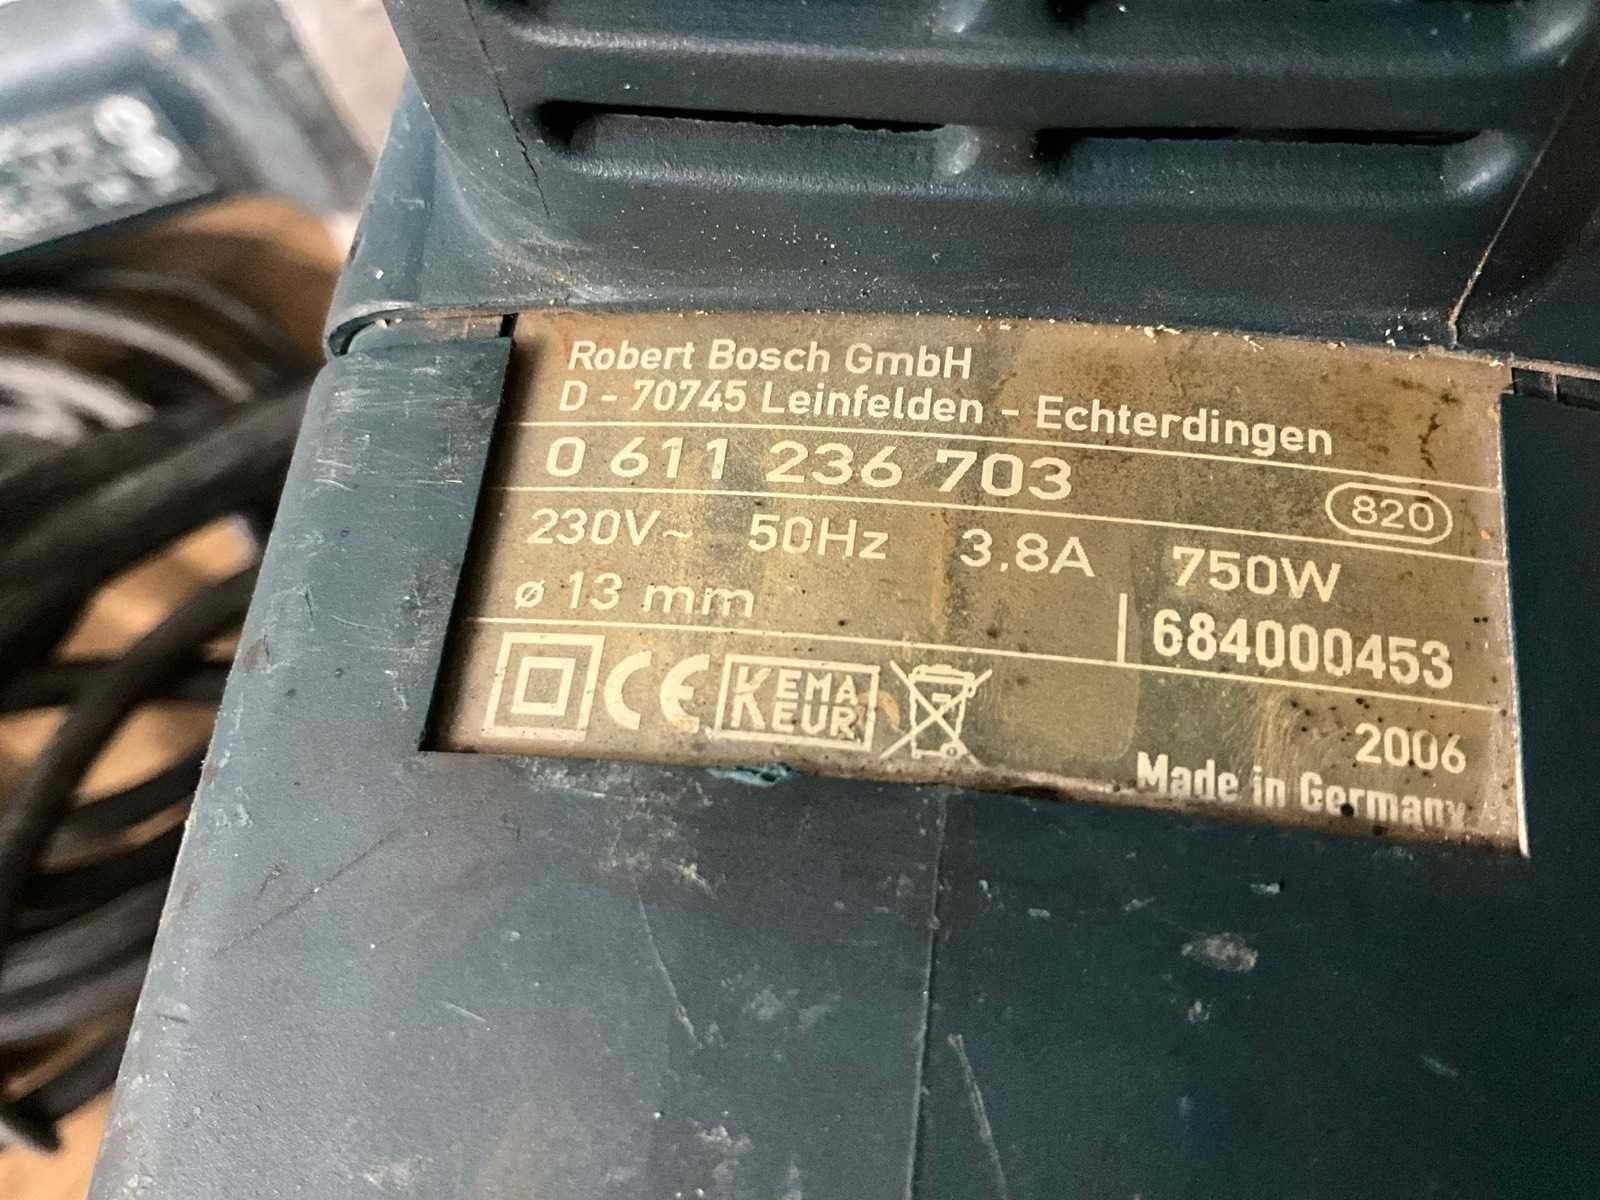 Robert Bosch GmbH
D - 70745 Leinfelden - Echterdingen
0 611 236 703
820
230V~ 50Hz 3,8A 750W
ø 13 mm
684000453
CE KEMA EUR
2006
Made in Germany